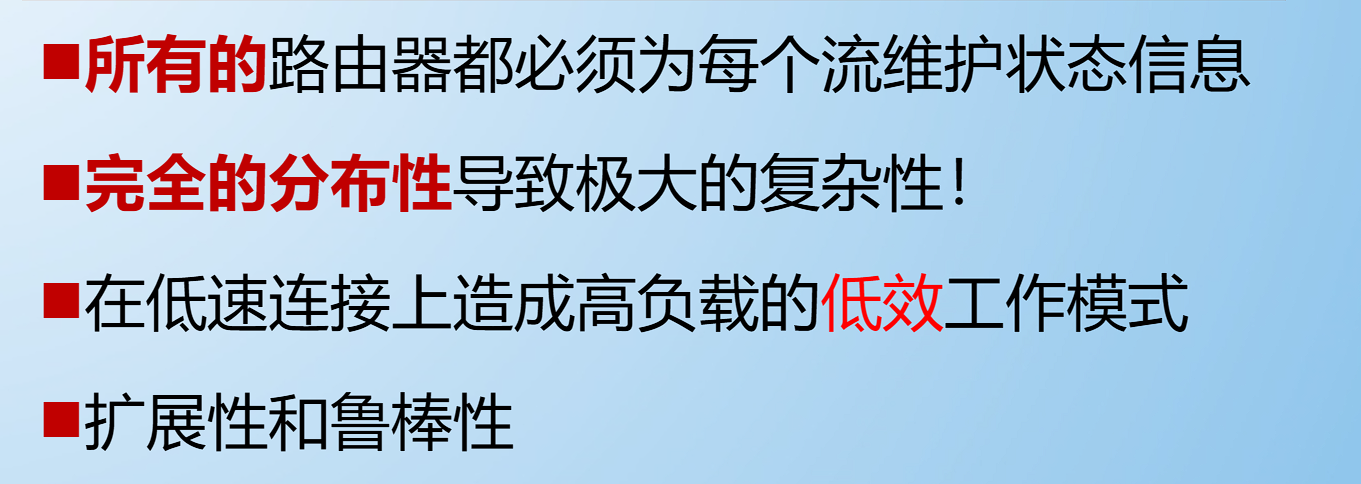 ■所有的路由器都必须为每个流维护状态信息
■完全的分布性导致极大的复杂性！
■在低速连接上造成高负载的低效工作模式
■扩展性和鲁棒性